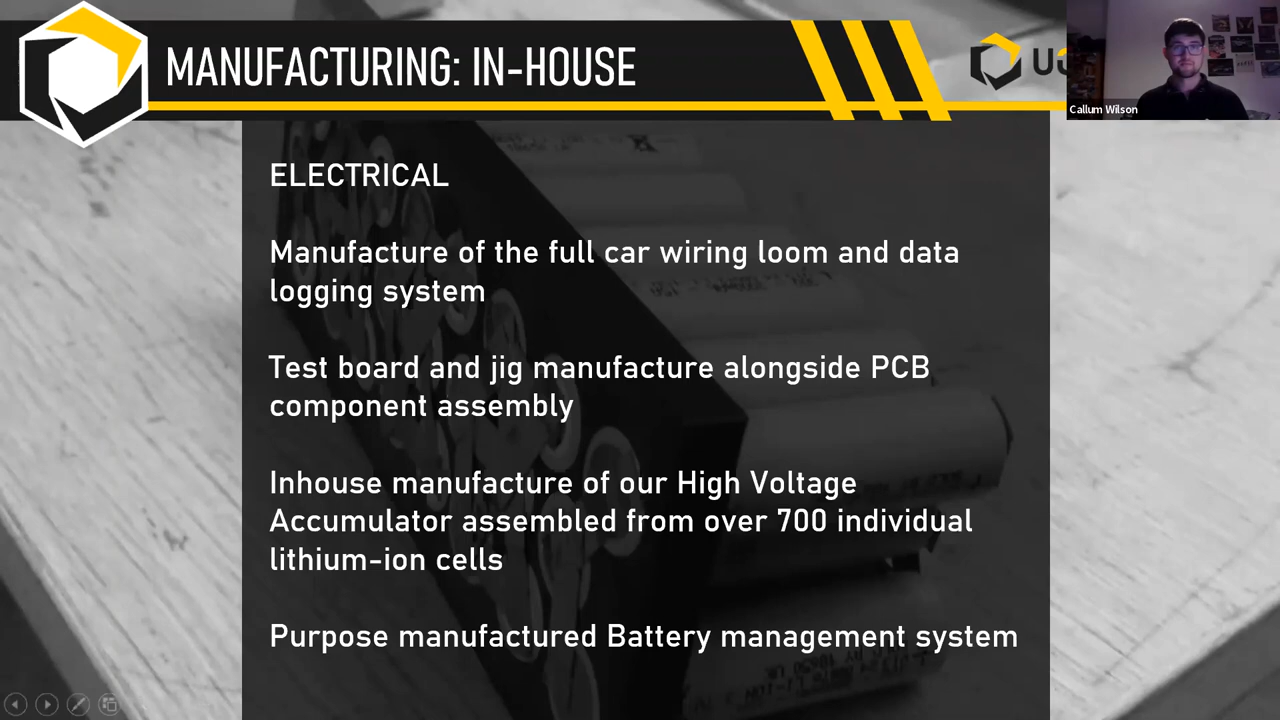 MANUFACTURING: IN-HOUSE
Callum Wilson
ELECTRICAL
Manufacture of the full car wiring loom and data
logging system
Test board and jig manufacture alongside PCB
component assembly
Inhouse manufacture of our High Voltage
Accumulator assembled from over 700 individual
lithium-ion cells
Purpose manufactured Battery management system